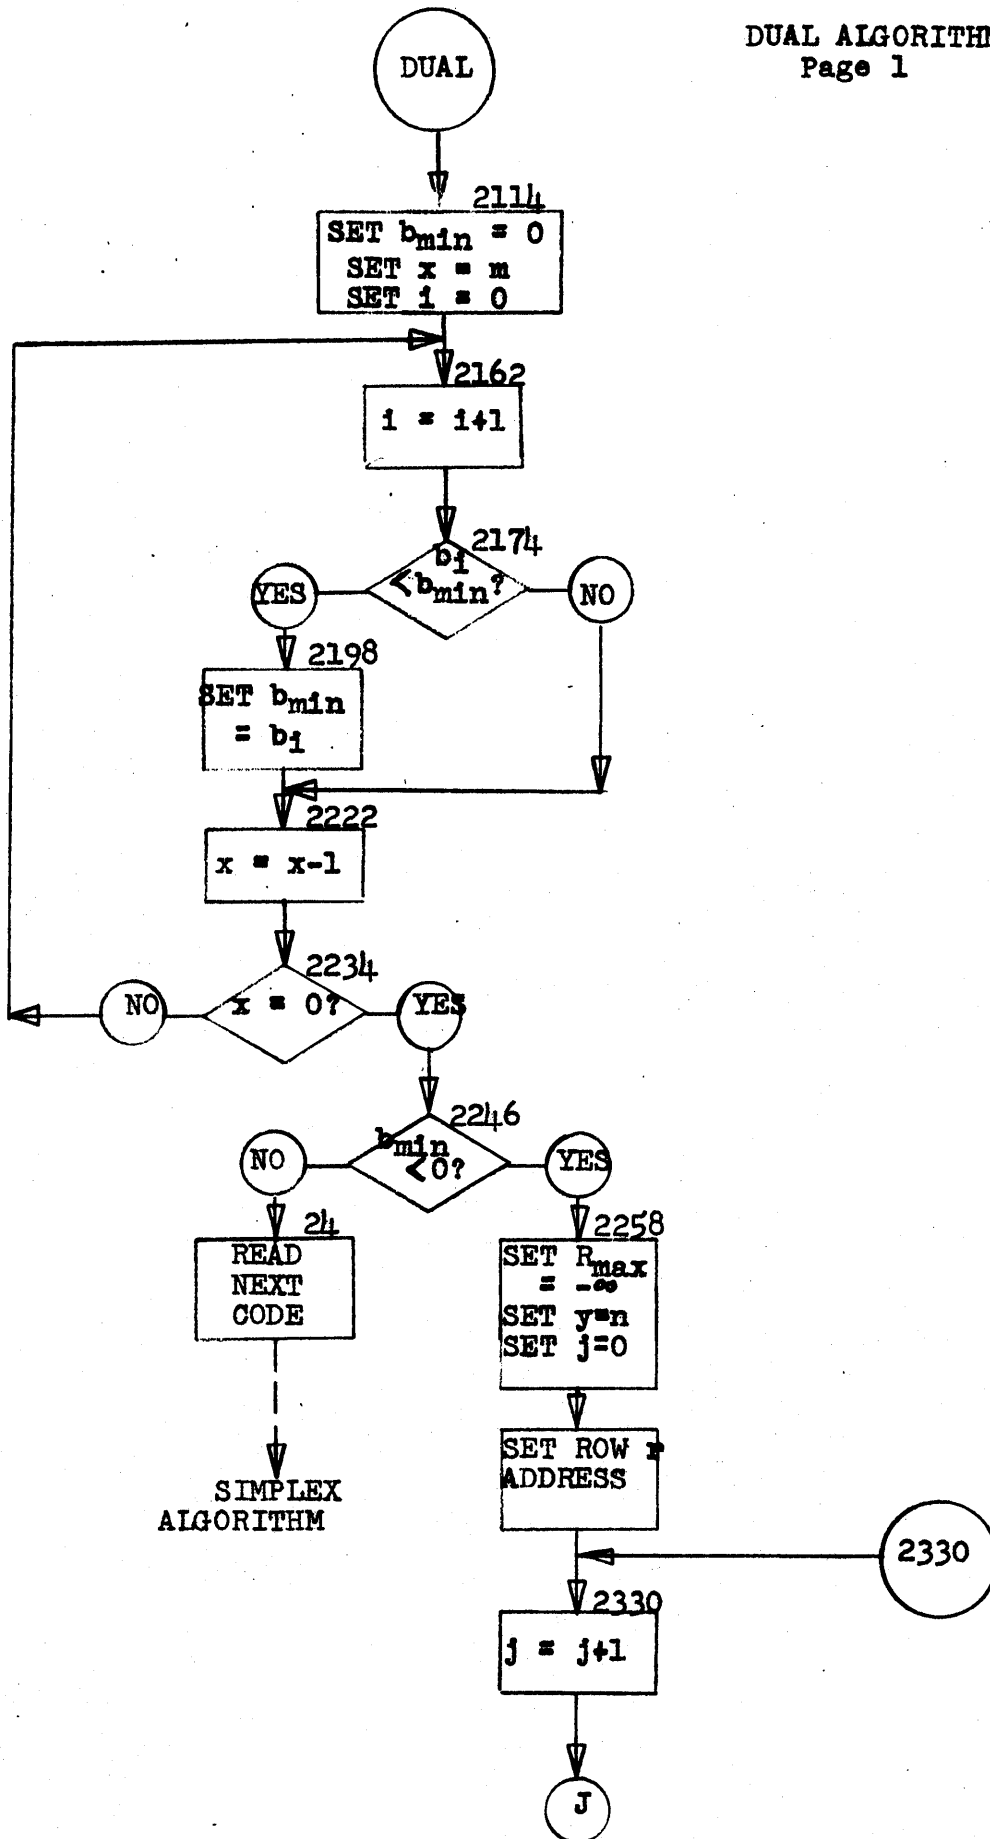 DUAL ALGORITHM
Page 1
DUAL
2114
SET bmin = 0
SET x = m
SET i = 0
2162
i = i+1
2174
bi
< bmin?
YES
NO
2198
SET bmin
= bi
2222
x = x-1
2234
x = 0?
NO
YES
2246
bmin
< 0?
NO
YES
24
READ
NEXT
CODE
2258
SET Rmax
= -∞
SET y=n
SET j=0
SET ROW r
ADDRESS
SIMPLEX
ALGORITHM
2330
2330
j = j+1
J